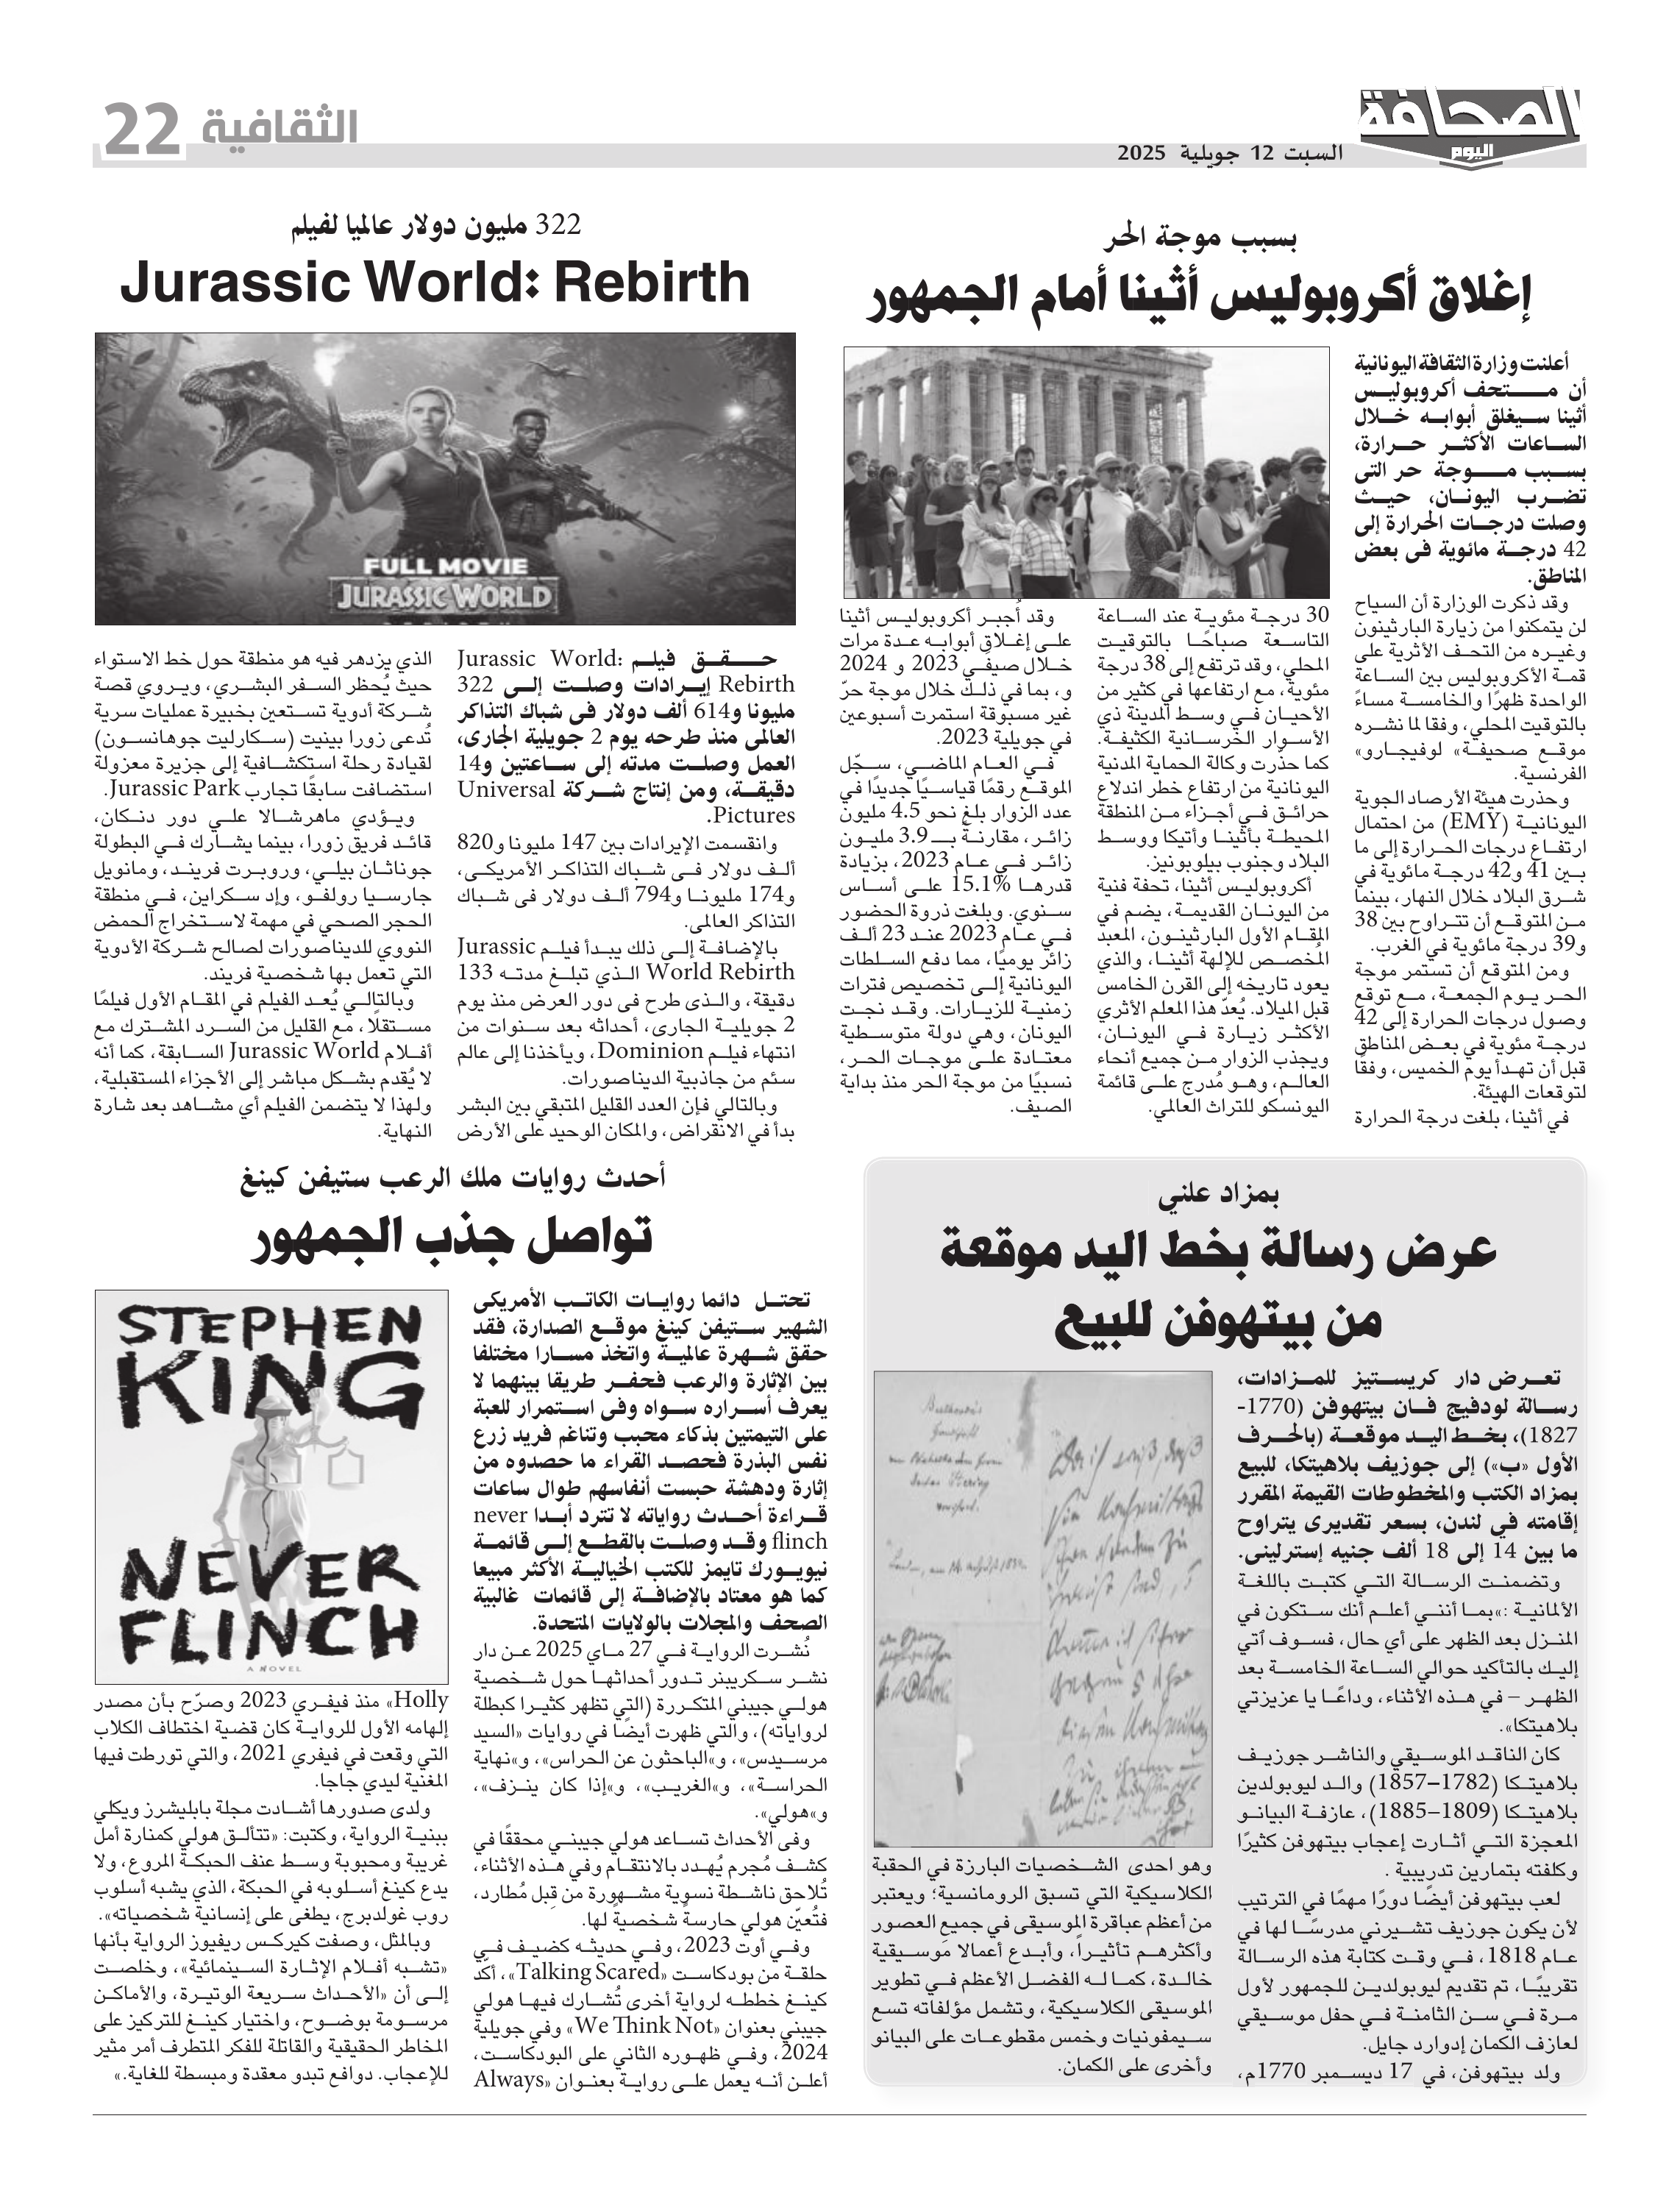 الصحافة
اليوم
السبت 12 جويلية 2025
الثقافية
22
بسبب موجة الحر
إغلاق أكروبوليس أثينا أمام الجمهور
أعلنت وزارة الثقافة اليونانية
أن مستحف أكروبوليس
أثينا سيغلق أبوابه خلال
الساعات الأكثر حرارة،
بسبب موجة حر التى
تضرب اليونان، حيث
وصلت درجات الحرارة إلى
42 درجة مائوية فى بعض
المناطق.
وقد ذكرت الوزارة أن السياح
لن يتمكنوا من زيارة البارثينون
وغيره من التحف الأثرية على
قمة الأكروبوليس بين الساعة
الواحدة ظهرًا والخامسة مساءً
بالتوقيت المحلي، وفقا لما نشره
موقع صحيفة» لوفيجارو»
الفرنسية.
وحذرت هيئة الأرصاد الجوية
اليونانية (EMY) من احتمال
ارتفاع درجات الحرارة إلى ما
بين 41 و42 درجة مائوية في
شرق البلاد خلال النهار، بينما
من المتوقع أن تتراوح بين 38
و39 درجة مائوية في الغرب.
ومن المتوقع أن تستمر موجة
الحر يوم الجمعة، مع توقع
وصول درجات الحرارة إلى 42
درجة مئوية في بعض المناطق
قبل أن تهدأ يوم الخميس، وفقًا
لتوقعات الهيئة.
في أثينا، بلغت درجة الحرارة
30 درجة مئوية عند الساعة
التاسعة صباحًا بالتوقيت
المحلي، وقد ترتفع إلى 38 درجة
مئوية، مع ارتفاعها في كثير من
الأحيان في وسط المدينة ذي
الأسوار الخرسانية الكثيفة.
كما حذّرت وكالة الحماية المدنية
اليونانية من ارتفاع خطر اندلاع
حرائق في أجزاء من المنطقة
المحيطة بأثينا وأتيكا ووسط
البلاد وجنوب بيلوبونيز.
أكروبوليس أثينا، تحفة فنية
من اليونان القديمة، يضم في
المقام الأول البارثينون، المعبد
المُخصص للإلهة أثينا، والذي
يعود تاريخه إلى القرن الخامس
قبل الميلاد. يُعدّ هذا المعلم الأثري
الأكثر زيارة في اليونان،
ويجذب الزوار من جميع أنحاء
العالم، وهو مُدرج على قائمة
اليونسكو للتراث العالمي.
وقد أُجبر أكروبوليس أثينا
على إغلاق أبوابه عدة مرات
خلال صيفَي 2023 و 2024
و، بما في ذلك خلال موجة حرّ
غير مسبوقة استمرت أسبوعين
في جويلية 2023.
في العام الماضي، سجّل
الموقع رقمًا قياسيًا جديدًا في
عدد الزوار بلغ نحو 4.5 مليون
زائر، مقارنةً بـ 3.9 مليون
زائر في عام 2023، بزيادة
قدرها 15.1% على أساس
سنوي. وبلغت ذروة الحضور
في عام 2023 عند 23 ألف
زائر يوميًا، مما دفع السلطات
اليونانية إلى تخصيص فترات
زمنية للزيارات. وقد نجت
اليونان، وهي دولة متوسطية
معتادة على موجات الحر،
نسبيًا من موجة الحر منذ بداية
الصيف.
322 مليون دولار عالميا لفيلم
Jurassic World: Rebirth
FULL MOVIE
JURASSIC WORLD
حقق فيلم Jurassic World:
Rebirth إيرادات وصلت إلى 322
مليونا و614 ألف دولار فى شباك التذاكر
العالمى منذ طرحه يوم 2 جويلية الجارى،
العمل وصلت مدته إلى ساعتين و14
دقيقة، ومن إنتاج شركة Universal
Pictures.
وانقسمت الإيرادات بين 147 مليونا و820
ألف دولار فى شباك التذاكر الأمريكى،
و174 مليونا و794 ألف دولار فى شباك
التذاكر العالمى.
بالإضافة إلى ذلك يبدأ فيلم Jurassic
World Rebirth الذي تبلغ مدته 133
دقيقة، والذى طرح فى دور العرض منذ يوم
2 جويلية الجارى، أحداثه بعد سنوات من
انتهاء فيلم Dominion، ويأخذنا إلى عالم
سئم من جاذبية الديناصورات.
وبالتالي فإن العدد القليل المتبقي بين البشر
بدأ في الانقراض، والمكان الوحيد على الأرض
الذي يزدهر فيه هو منطقة حول خط الاستواء
حيث يُحظر السفر البشري، ويروي قصة
شركة أدوية تستعين بخبيرة عمليات سرية
تُدعى زورا بينيت (سكارليت جوهانسون)
لقيادة رحلة استكشافية إلى جزيرة معزولة
استضافت سابقًا تجارب Jurassic Park.
ويؤدي ماهرشالا علي دور دنكان،
قائد فريق زورا، بينما يشارك في البطولة
جوناثان بيلي، وروبرت فريند، ومانويل
جارسيا رولفو، وإد سكراين، في منطقة
الحجر الصحي في مهمة لاستخراج الحمض
النووي للديناصورات لصالح شركة الأدوية
التي تعمل بها شخصية فريند.
وبالتالي يُعد الفيلم في المقام الأول فيلمًا
مستقلًا، مع القليل من السرد المشترك مع
أفلام Jurassic World السابقة، كما أنه
لا يُقدم بشكل مباشر إلى الأجزاء المستقبلية،
ولهذا لا يتضمن الفيلم أي مشاهد بعد شارة
النهاية.
بمزاد علني
عرض رسالة بخط اليد موقعة
من بيتهوفن للبيع
تعرض دار كريستيز للمزادات،
رسالة لودفيج فان بيتهوفن (1770-
1827)، بخط اليد موقعة (بالحرف
الأول «ب») إلى جوزيف بلاهيتكا، للبيع
بمزاد الكتب والمخطوطات القيمة المقرر
إقامته في لندن، بسعر تقديرى يتراوح
ما بين 14 إلى 18 ألف جنيه إسترلينى.
وتضمنت الرسالة التي كتبت باللغة
الألمانية :»بما أنني أعلم أنك ستكون في
المنزل بعد الظهر على أي حال، فسوف آتي
إليك بالتأكيد حوالي الساعة الخامسة بعد
الظهر – في هذه الأثناء، وداعًا يا عزيزتي
بلاهيتكا».
كان الناقد الموسيقي والناشر جوزيف
بلاهيتكا (1782–1857) والد ليوبولدين
بلاهيتكا (1809–1885)، عازفة البيانو
المعجزة التي أثارت إعجاب بيتهوفن كثيرًا
وكلفته بتمارين تدريبية .
لعب بيتهوفن أيضًا دورًا مهمًا في الترتيب
لأن يكون جوزيف تشيرني مدرسًا لها في
عام 1818، في وقت كتابة هذه الرسالة
تقريبًا، تم تقديم ليوبولدين للجمهور لأول
مرة في سن الثامنة في حفل موسيقي
لعازف الكمان إدوارد جايل.
ولد بيتهوفن، في 17 ديسمبر 1770م،
وهو احدى الشخصيات البارزة في الحقبة
الكلاسيكية التي تسبق الرومانسية؛ ويعتبر
من أعظم عباقرة الموسيقى في جميع العصور
وأكثرهم تأثيراً، وأبدع أعمالا موسيقية
خالدة، كما له الفضل الأعظم في تطوير
الموسيقى الكلاسيكية، وتشمل مؤلفاته تسع
سيمفونيات وخمس مقطوعات على البيانو
وأخرى على الكمان.
أحدث روايات ملك الرعب ستيفن كينغ
تواصل جذب الجمهور
تحتل دائما روايات الكاتب الأمريكى
الشهير ستيفن كينغ موقع الصدارة، فقد
حقق شهرة عالمية واتخذ مسارا مختلفا
بين الإثارة والرعب فحفر طريقا بينهما لا
يعرف أسراره سواه وفى استمرار للعبة
على التيمتين بذكاء محبب وتناغم فريد زرع
نفس البذرة فحصد القراء ما حصدوه من
إثارة ودهشة حبست أنفاسهم طوال ساعات
قراءة أحدث رواياته لا تترد أبدا never
flinch وقد وصلت بالقطع إلى قائمة
نيويورك تايمز للكتب الخيالية الأكثر مبيعا
كما هو معتاد بالإضافة إلى قائمات غالبية
الصحف والمجلات بالولايات المتحدة.
نُشرت الرواية في 27 ماي 2025 عن دار
نشر سكريبنر تدور أحداثها حول شخصية
هولي جيبني المتكررة (التي تظهر كثيرا كبطلة
لرواياته)، والتي ظهرت أيضًا في روايات «السيد
مرسيدس»، و»الباحثون عن الحراس»، و»نهاية
الحراسة»، و»الغريب»، و»إذا كان ينزف»،
و»هولي».
وفى الأحداث تساعد هولي جيبني محققًا في
كشف مُجرم يُهدد بالانتقام وفي هذه الأثناء،
تُلاحق ناشطة نسوية مشهورة من قِبل مُطارد،
فتُعيّن هولي حارسةً شخصيةً لها.
وفي أوت 2023، وفي حديثه كضيف في
حلقة من بودكاست «Talking Scared»، أكّد
كينغ خططه لرواية أخرى تُشارك فيها هولي
جيبني بعنوان «We Think Not» وفي جويلية
2024، وفي ظهوره الثاني على البودكاست،
أعلن أنه يعمل على رواية بعنوان «Always
STEPHEN
KING
NEVER
FLINCH
A NOVEL
Holly» منذ فيفري 2023 وصرّح بأن مصدر
إلهامه الأول للرواية كان قضية اختطاف الكلاب
التي وقعت في فيفري 2021، والتي تورطت فيها
المغنية ليدي جاجا.
ولدى صدورها أشادت مجلة بابليشرز ويكلي
ببنية الرواية، وكتبت: «تتألق هولي كمنارة أمل
غريبة ومحبوبة وسط عنف الحبكة المروع، ولا
يدع كينغ أسلوبه في الحبكة، الذي يشبه أسلوب
روب غولدبرج، يطغى على إنسانية شخصياته».
وبالمثل، وصفت كيركس ريفيوز الرواية بأنها
«تشبه أفلام الإثارة السينمائية»، وخلصت
إلى أن «الأحداث سريعة الوتيرة، والأماكن
مرسومة بوضوح، واختيار كينغ للتركيز على
المخاطر الحقيقية والقاتلة للفكر المتطرف أمر مثير
للإعجاب. دوافع تبدو معقدة ومبسطة للغاية.»